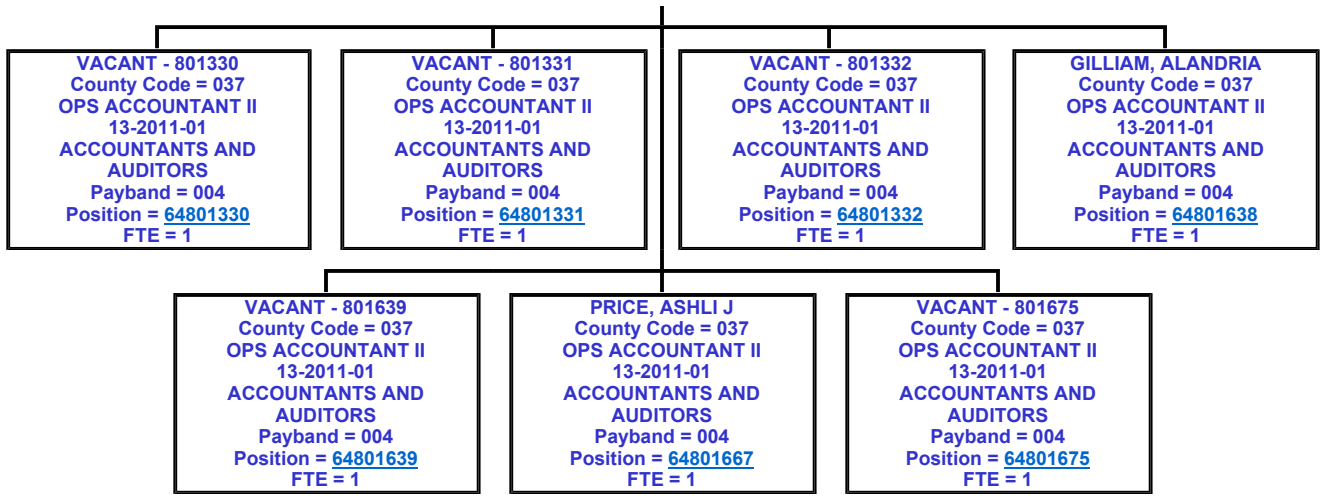 VACANT - 801330
County Code = 037
OPS ACCOUNTANT II
13-2011-01
ACCOUNTANTS AND
AUDITORS
Payband = 004
Position = 64801330
FTE = 1
VACANT - 801331
County Code = 037
OPS ACCOUNTANT II
13-2011-01
ACCOUNTANTS AND
AUDITORS
Payband = 004
Position = 64801331
FTE = 1
VACANT - 801332
County Code = 037
OPS ACCOUNTANT II
13-2011-01
ACCOUNTANTS AND
AUDITORS
Payband = 004
Position = 64801332
FTE = 1
GILLIAM, ALANDRIA
County Code = 037
OPS ACCOUNTANT II
13-2011-01
ACCOUNTANTS AND
AUDITORS
Payband = 004
Position = 64801638
FTE = 1
VACANT - 801639
County Code = 037
OPS ACCOUNTANT II
13-2011-01
ACCOUNTANTS AND
AUDITORS
Payband = 004
Position = 64801639
FTE = 1
PRICE, ASHLI J
County Code = 037
OPS ACCOUNTANT II
13-2011-01
ACCOUNTANTS AND
AUDITORS
Payband = 004
Position = 64801667
FTE = 1
VACANT - 801675
County Code = 037
OPS ACCOUNTANT II
13-2011-01
ACCOUNTANTS AND
AUDITORS
Payband = 004
Position = 64801675
FTE = 1